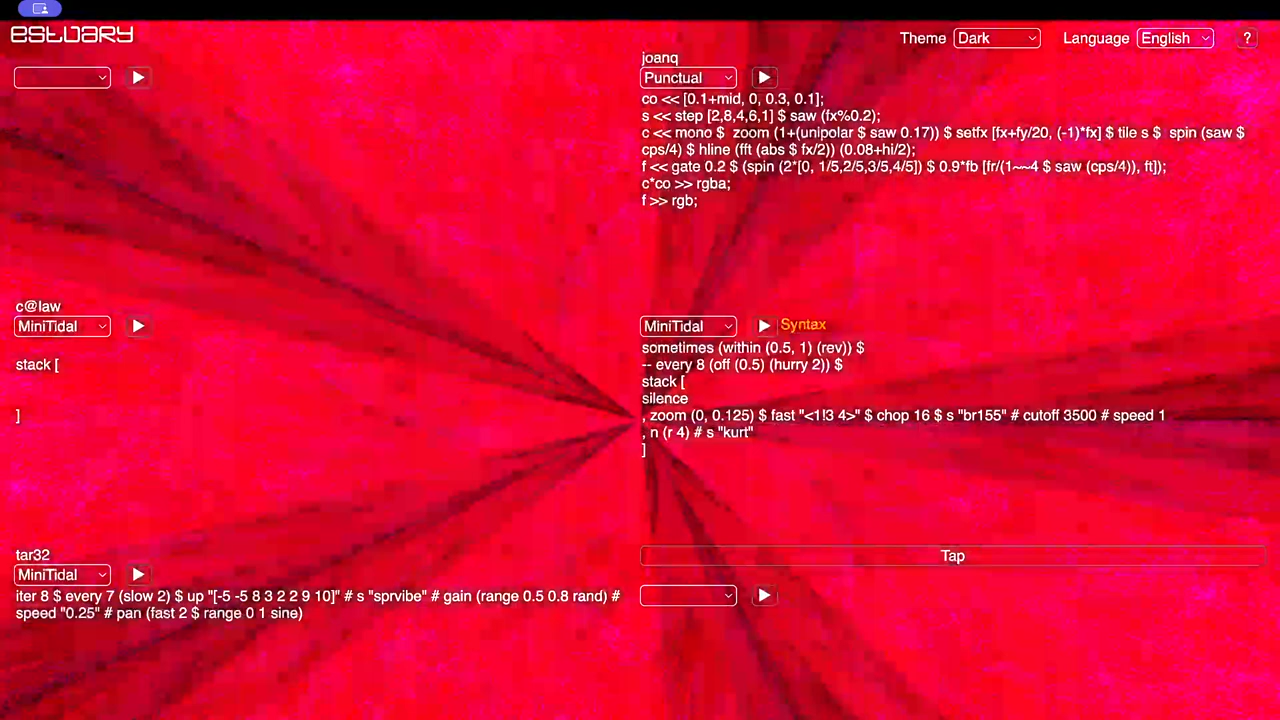 estuary
Theme Dark Language English ?
joanq
Punctual
co << [0.1+mid, 0, 0.3, 0.1];
s << step [2,8,4,6,1] $ saw (fx%0.2);
c << mono $  zoom (1+(unipolar $ saw 0.17)) $ setfx [fx+fy/20, (-1)*fx] $ tile s $  spin (saw $
cps/4) $ hline (fft (abs $ fx/2)) (0.08+hi/2);
f << gate 0.2 $ (spin (2*[0, 1/5,2/5,3/5,4/5]) $ 0.9*fb [fr/(1~~4 $ saw (cps/4)), ft]);
c*co >> rgba;
f >> rgb;
c@law
MiniTidal
stack [
]
MiniTidal Syntax
sometimes (within (0.5, 1) (rev)) $
-- every 8 (off (0.5) (hurry 2)) $
stack [
silence
, zoom (0, 0.125) $ fast "<1!3 4>" $ chop 16 $ s "br155" # cutoff 3500 # speed 1
, n (r 4) # s "kurt"
]
tar32
MiniTidal
iter 8 $ every 7 (slow 2) $ up "[-5 -5 8 3 2 2 9 10]" # s "sprvibe" # gain (range 0.5 0.8 rand) #
speed "0.25" # pan (fast 2 $ range 0 1 sine)
Tap